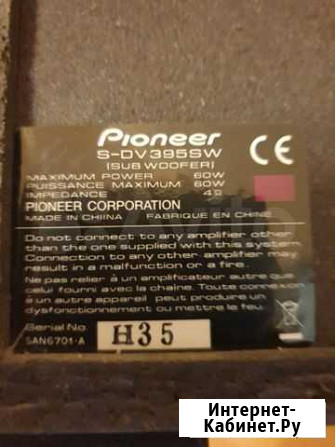 Pioneer
S-DV395SW
(SUB WOOFER)
MAXIMUM POWER 60W
PUISSANCE MAXIMUM 60W
IMPEDANCE 4Ω
PIONEER CORPORATION
MADE IN CHINA / FABRIQUE EN CHINE
CE
Do not connect to any amplifier other
than the one supplied with this system.
Connection to any other amplifier may
result in a malfunction or a fire.
Ne relier à un amplificateur autre que
celui fourni avec la chaîne. Toute connexion
à un autre appareil peut produire un
dysfonctionnement ou mettre le feu.
Serial No.
H35
SAN6701-A
Интернет-
Кабинет.Ру